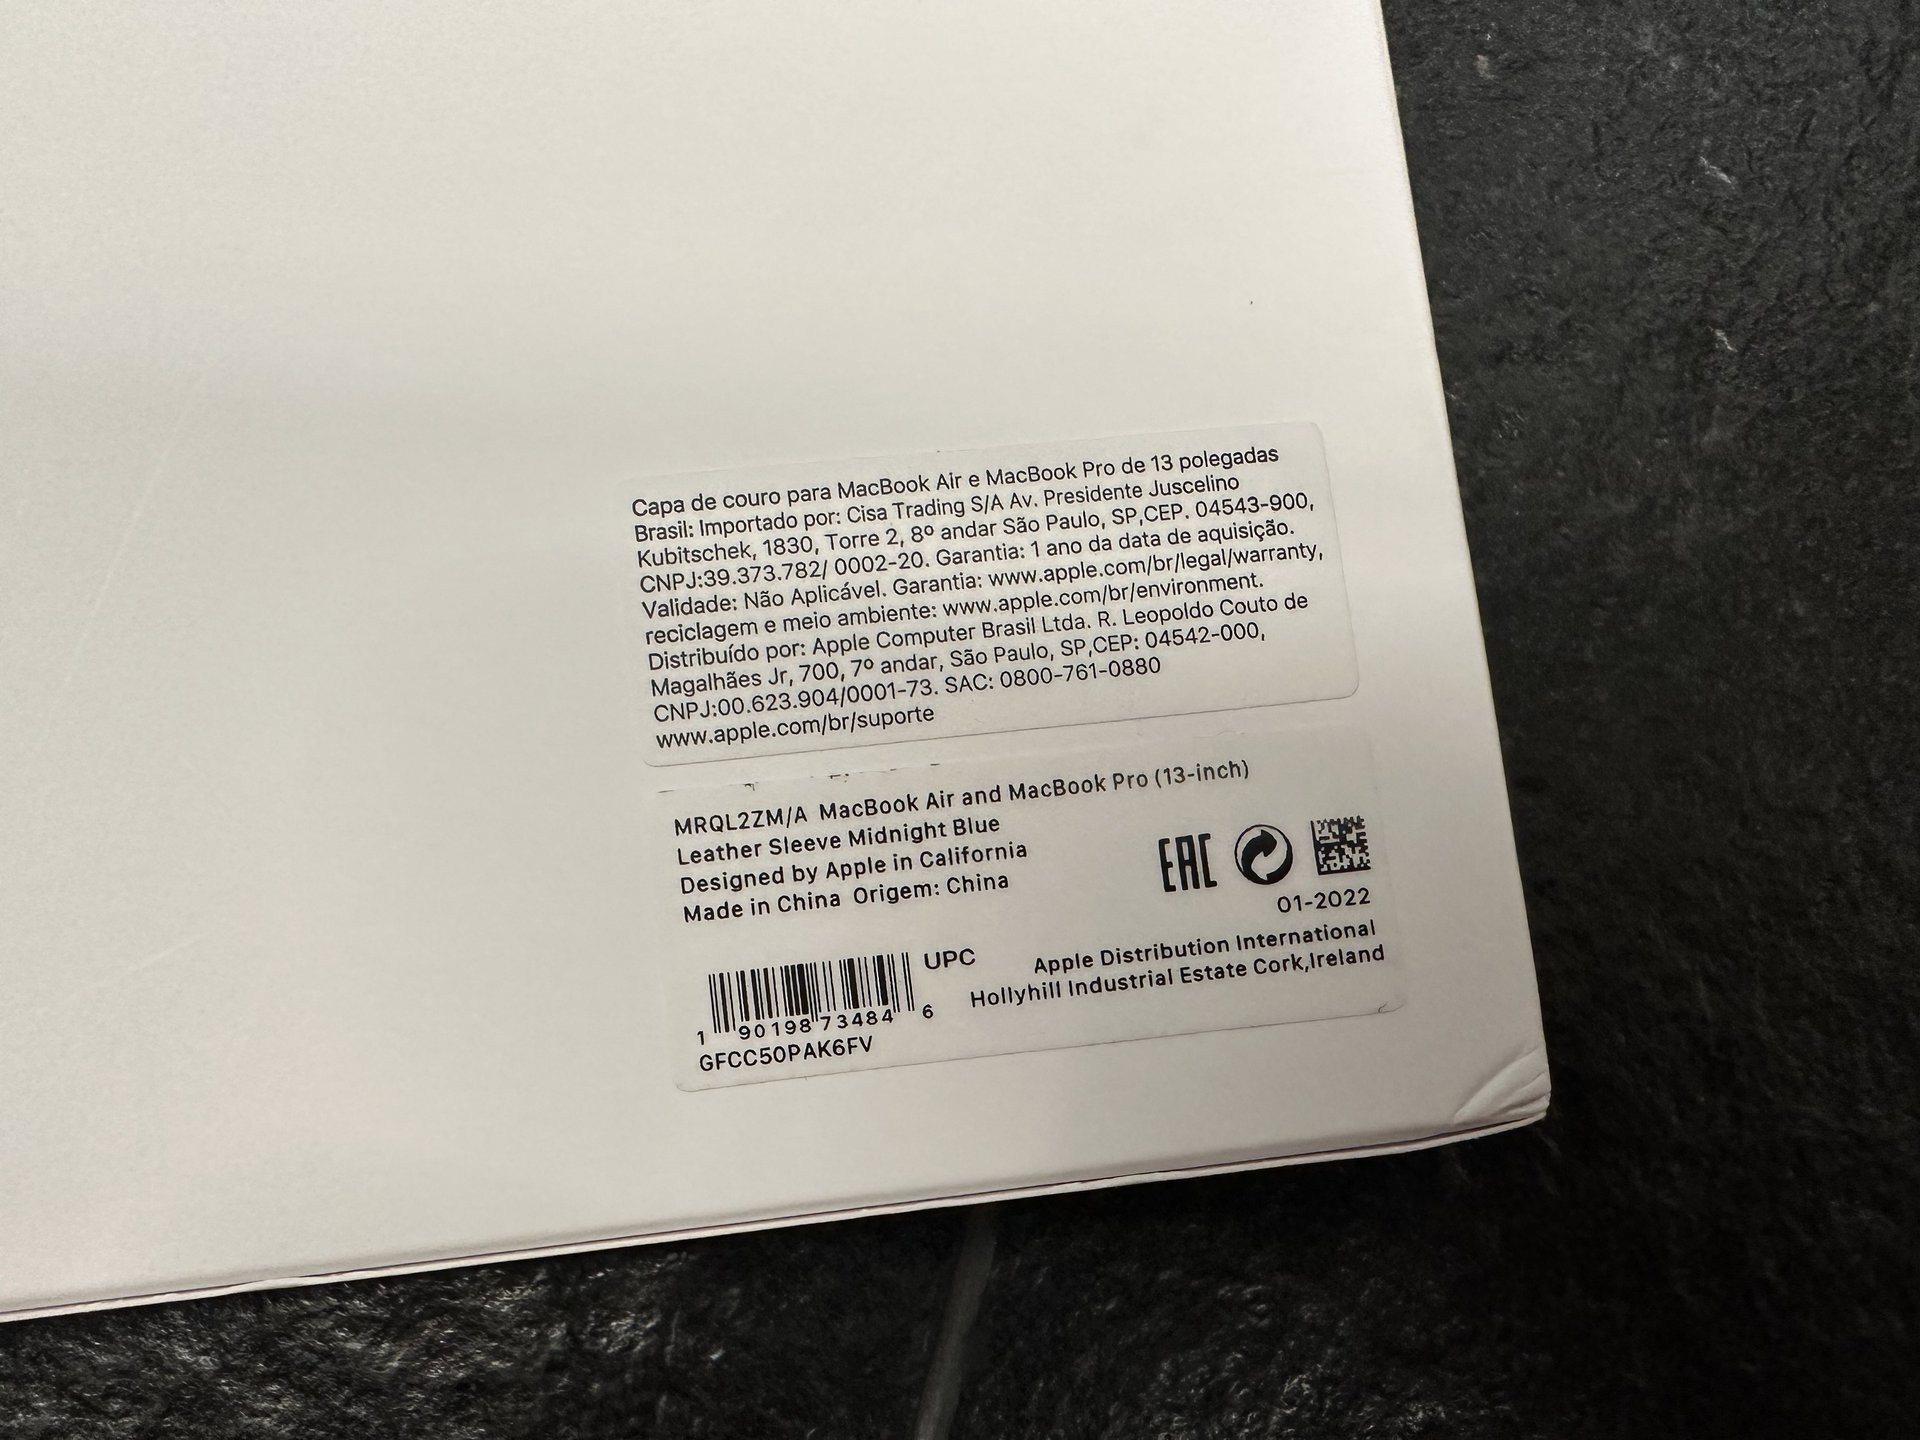 Capa de couro para MacBook Air e MacBook Pro de 13 polegadas
Brasil: Importado por: Cisa Trading S/A Av. Presidente Juscelino
Kubitschek, 1830, Torre 2, 8º andar São Paulo, SP,CEP. 04543-900,
CNPJ:39.373.782/ 0002-20. Garantia: 1 ano da data de aquisição.
Validade: Não Aplicável. Garantia: www.apple.com/br/legal/warranty,
reciclagem e meio ambiente: www.apple.com/br/environment.
Distribuído por: Apple Computer Brasil Ltda. R. Leopoldo Couto de
Magalhães Jr, 700, 7º andar, São Paulo, SP,CEP: 04542-000,
CNPJ:00.623.904/0001-73. SAC: 0800-761-0880
www.apple.com/br/suporte
MRQL2ZM/A MacBook Air and MacBook Pro (13-inch)
Leather Sleeve Midnight Blue
Designed by Apple in California
Made in China Origem: China
EAC
01-2022
UPC
Apple Distribution International
Hollyhill Industrial Estate Cork,Ireland
1 90198 73484 6
GFCC50PAK6FV